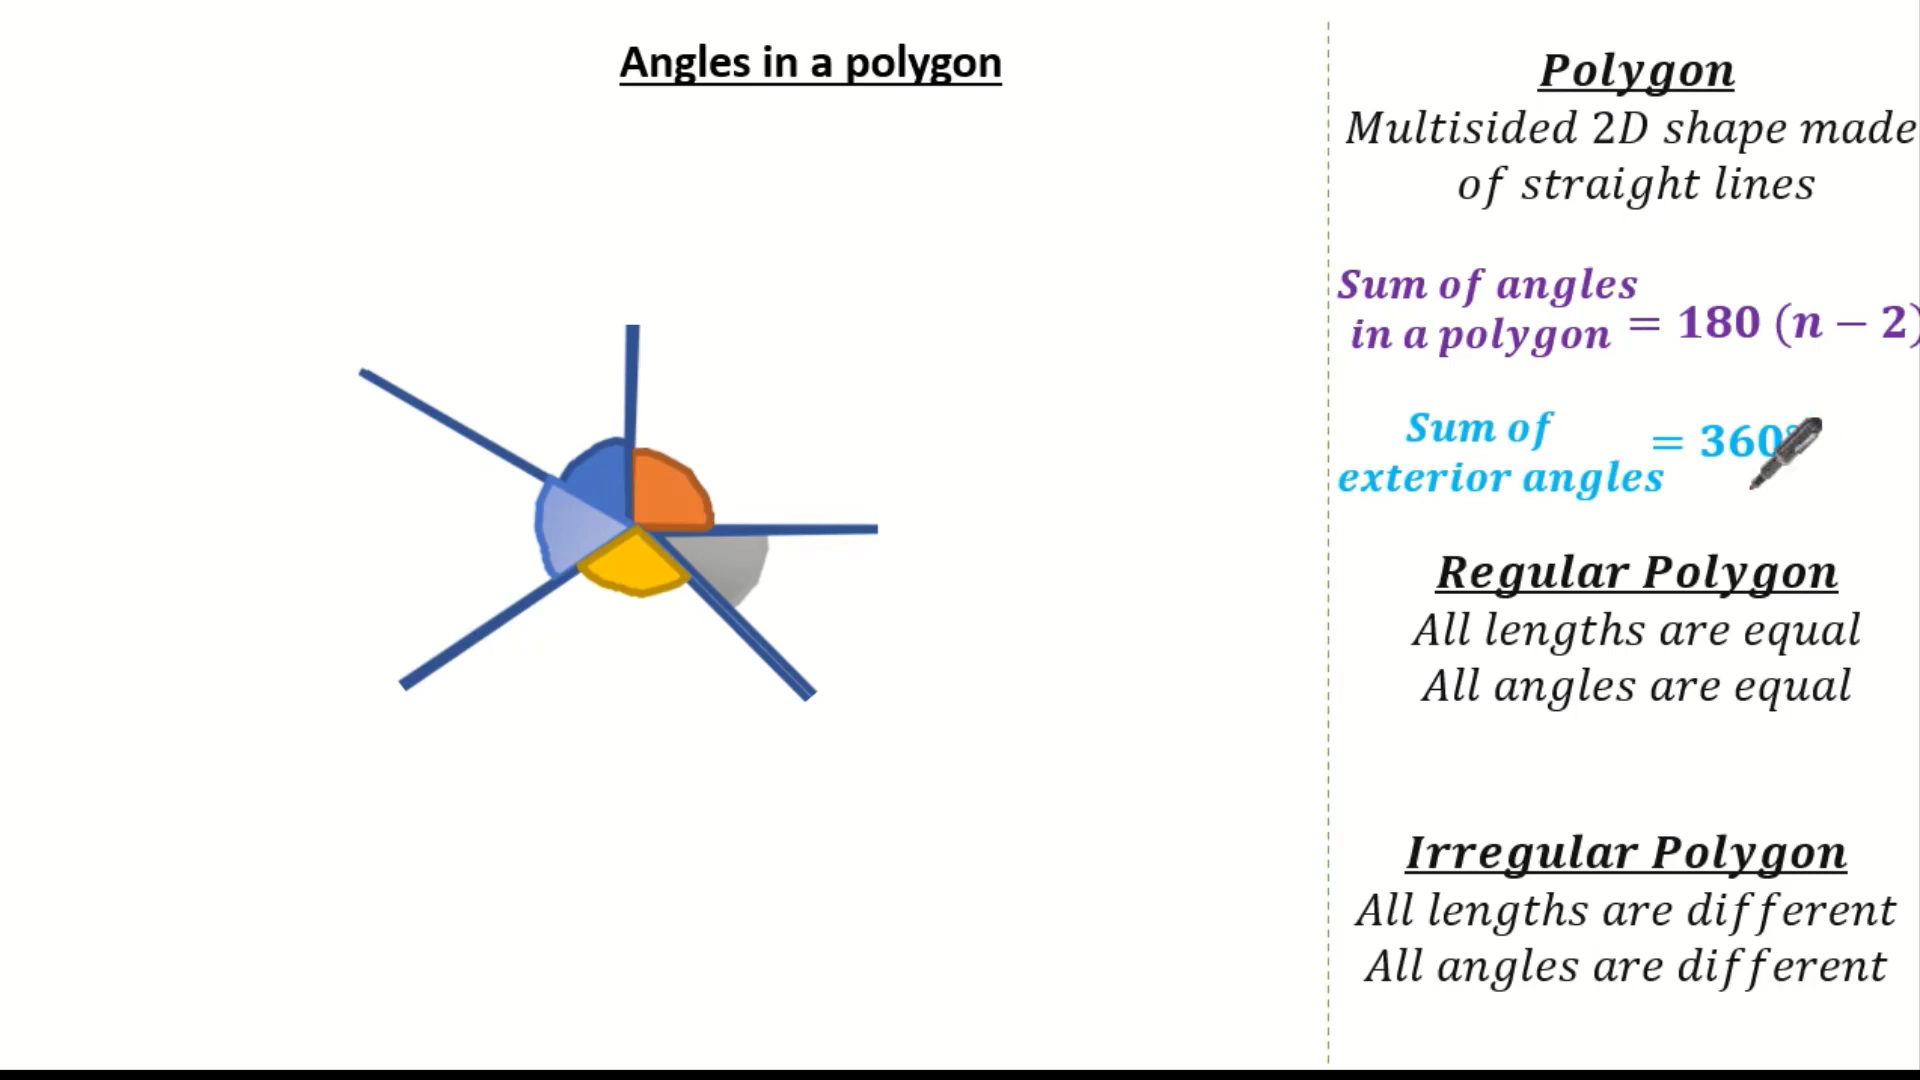 Angles in a polygon
Polygon
Multisided 2D shape made
of straight lines
Sum of angles
in a polygon = 180 (n − 2)
Sum of
exterior angles = 360°
Regular Polygon
All lengths are equal
All angles are equal
Irregular Polygon
All lengths are different
All angles are different